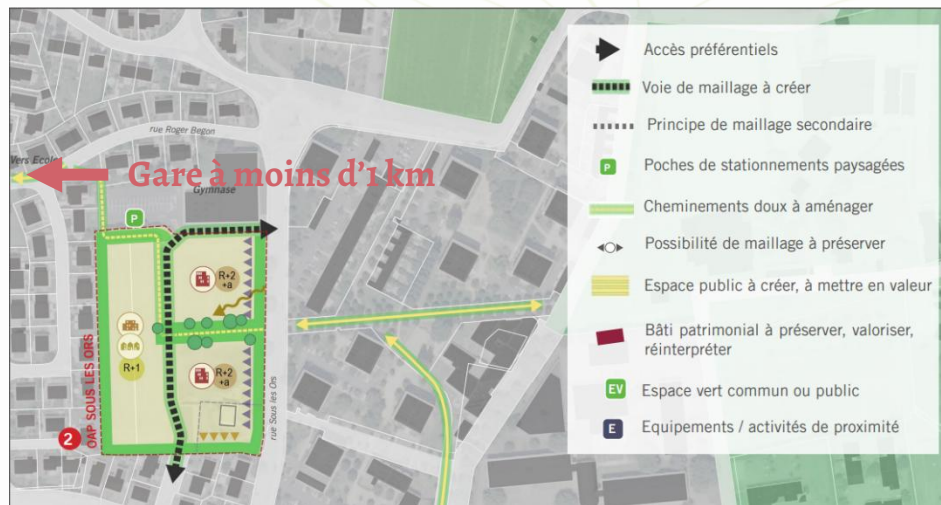 rue Roger Begon
Vers Ecoles
Gare à moins d'1 km
Gymnase
P
R+2
+a
R+1
R+2
+a
OAP SOUS LES ORS
2
rue Sous les Ors
Accès préférentiels
Voie de maillage à créer
Principe de maillage secondaire
P Poches de stationnements paysagées
Cheminements doux à aménager
Possibilité de maillage à préserver
Espace public à créer, à mettre en valeur
Bâti patrimonial à préserver, valoriser,
réinterpréter
EV Espace vert commun ou public
E Equipements / activités de proximité